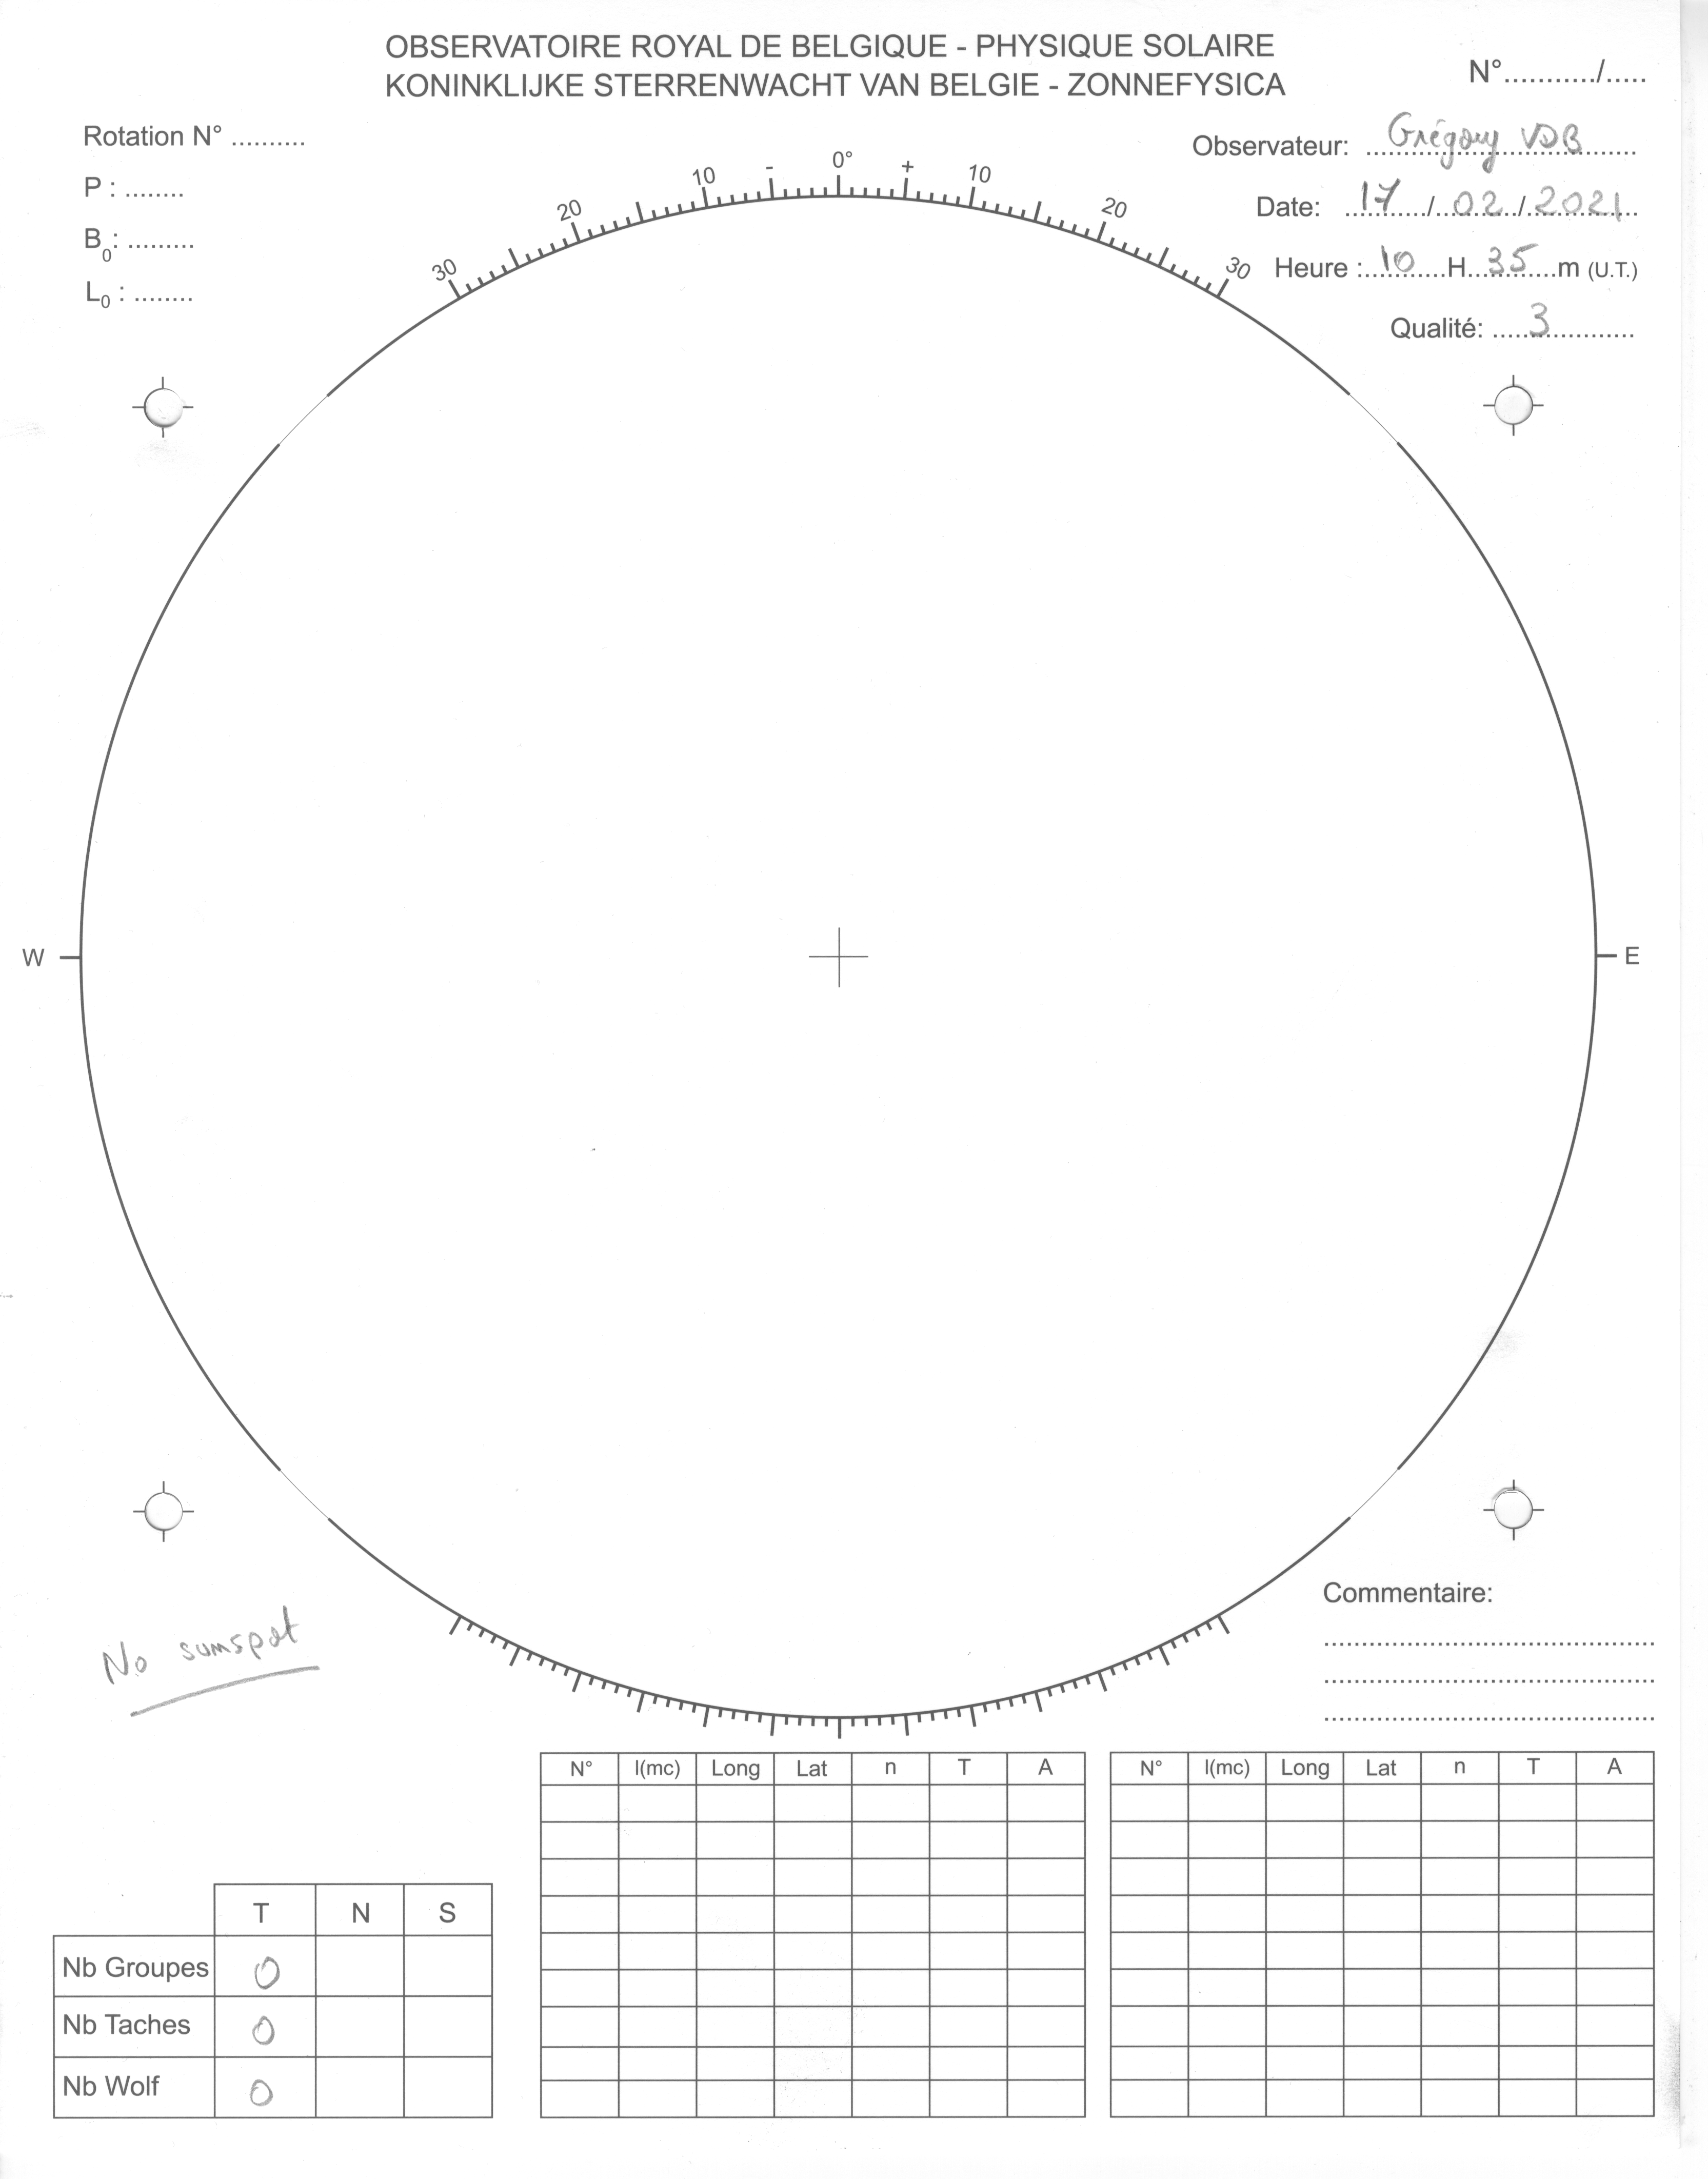 OBSERVATOIRE ROYAL DE BELGIQUE - PHYSIQUE SOLAIRE
KONINKLIJKE STERRENWACHT VAN BELGIE - ZONNEFYSICA
N°.........../.....
Rotation N° ..........
P : ........
B0: .........
L0 : ........
Observateur: Grégory VDB
Date: 17/02/2021
Heure : 10 H 35 m (U.T.)
Qualité: 3
30 20 10 - 0° + 10 20 30
W E
Commentaire:
No sunspot
T N S
Nb Groupes 0
Nb Taches 0
Nb Wolf 0
N° l(mc) Long Lat n T A
N° l(mc) Long Lat n T A